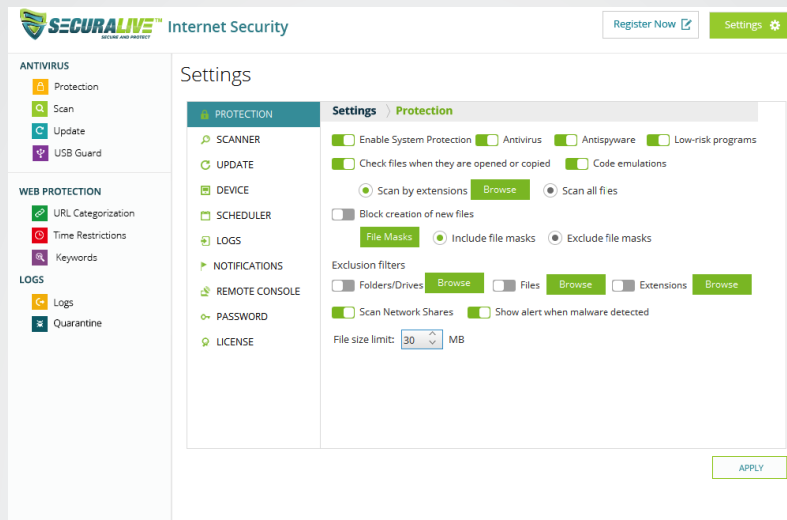 SECURALIVE™ Internet Security
SECURE AND PROTECT
Register Now
Settings
ANTIVIRUS
Protection
Scan
Update
USB Guard
WEB PROTECTION
URL Categorization
Time Restrictions
Keywords
LOGS
Logs
Quarantine
Settings
PROTECTION
SCANNER
UPDATE
DEVICE
SCHEDULER
LOGS
NOTIFICATIONS
REMOTE CONSOLE
PASSWORD
LICENSE
Settings 〉 Protection
Enable System Protection Antivirus Antispyware Low-risk programs
Check files when they are opened or copied Code emulations
Scan by extensions Browse Scan all files
Block creation of new files
File Masks Include file masks Exclude file masks
Exclusion filters
Folders/Drives Browse Files Browse Extensions Browse
Scan Network Shares Show alert when malware detected
File size limit: 30 MB
APPLY